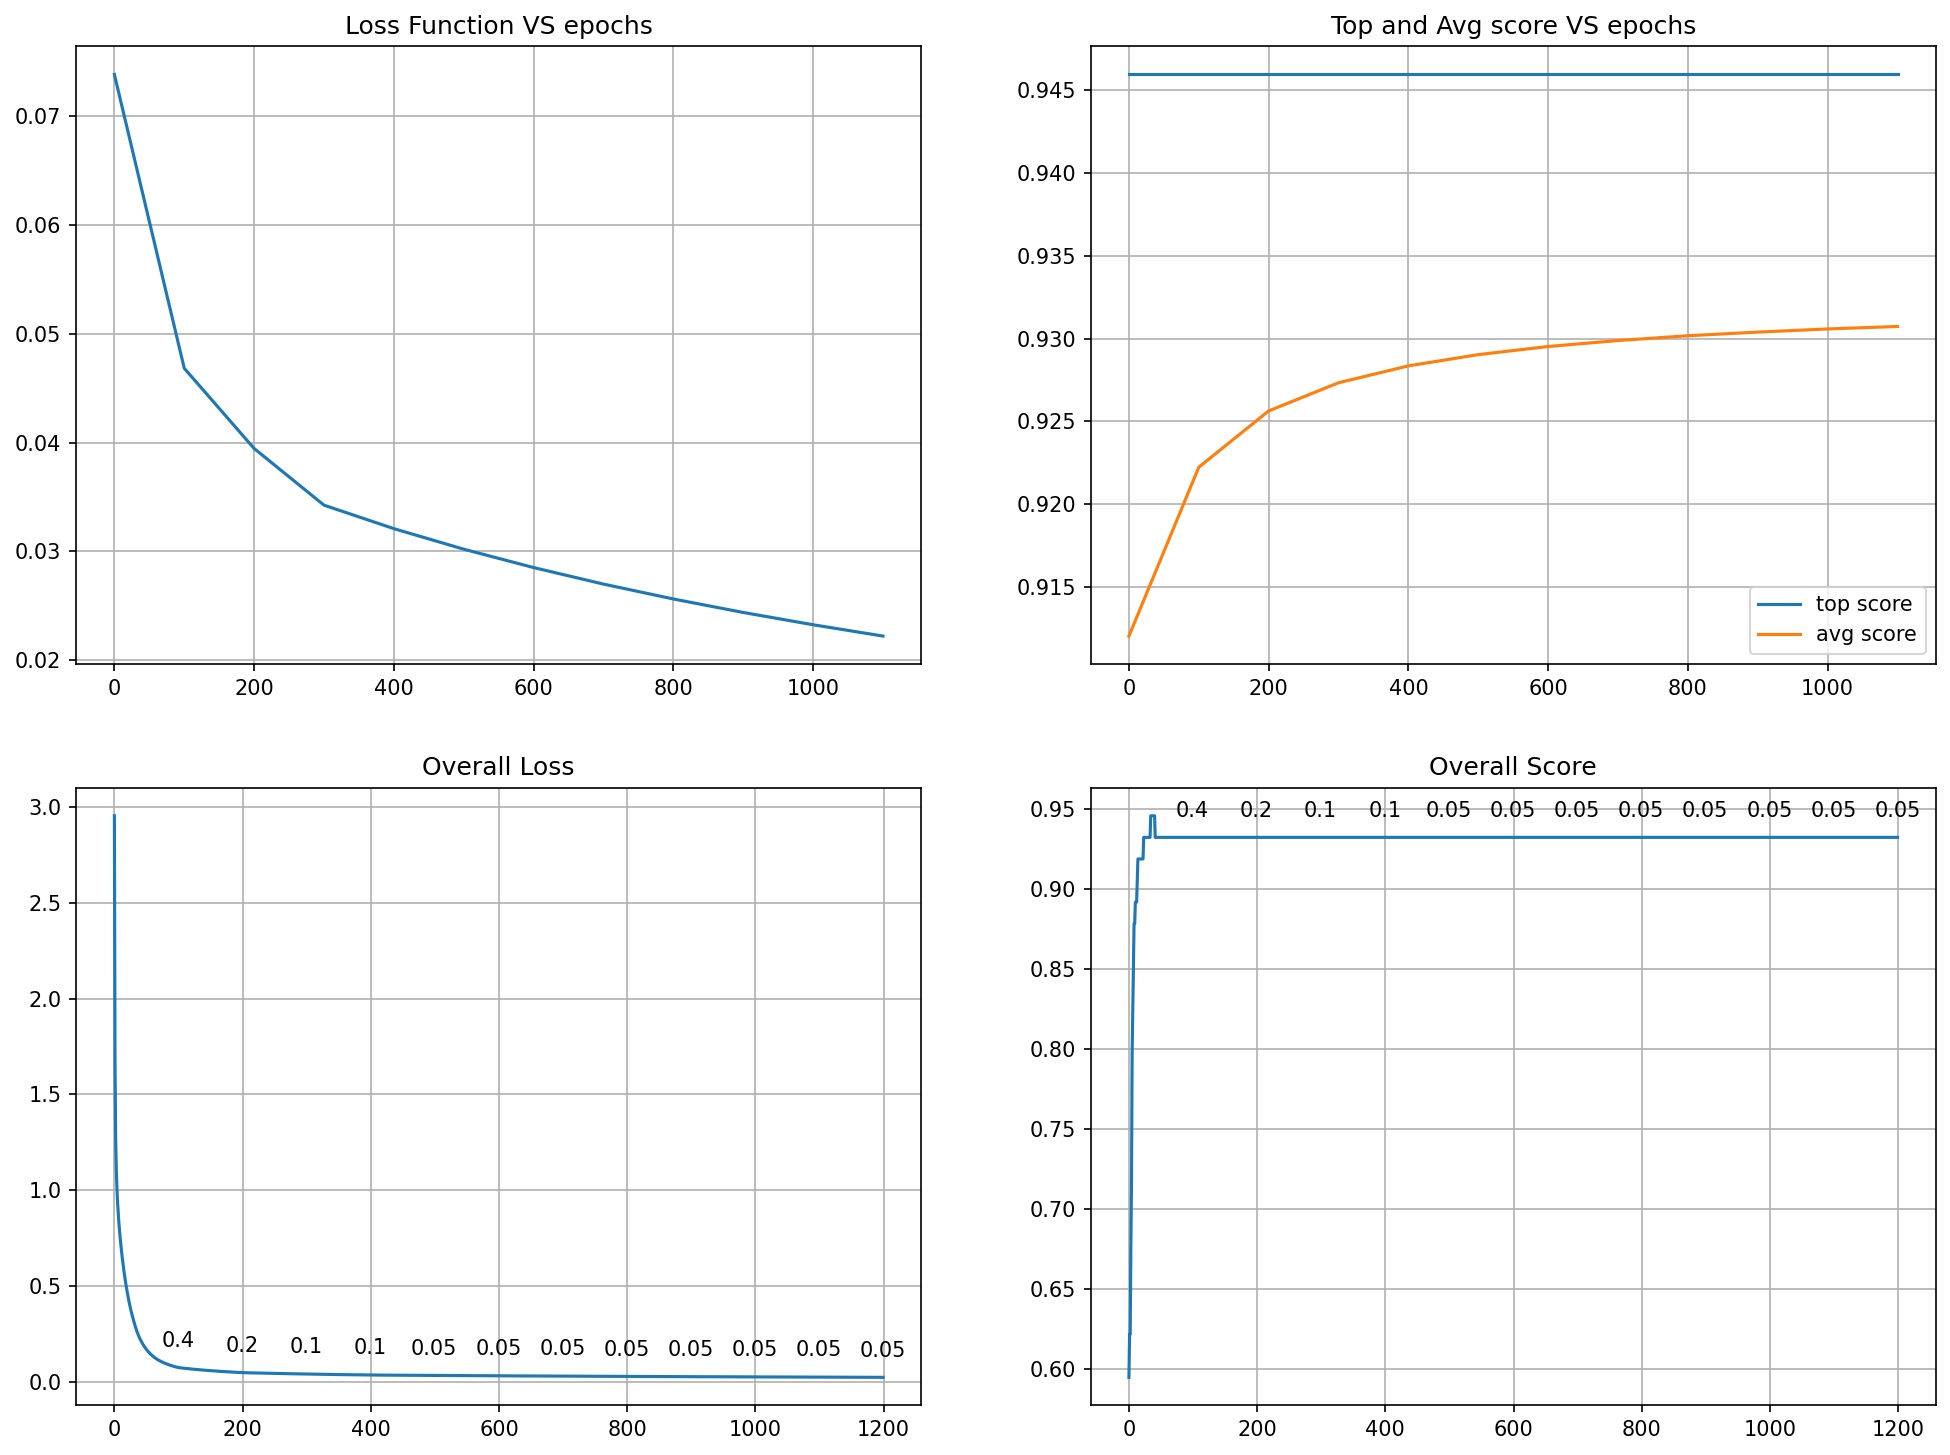 Loss Function VS epochs
0.07
0.06
0.05
0.04
0.03
0.02
0 200 400 600 800 1000
Top and Avg score VS epochs
0.945
0.940
0.935
0.930
0.925
0.920
0.915
top score
avg score
0 200 400 600 800 1000
Overall Loss
3.0
2.5
2.0
1.5
1.0
0.5
0.4 0.2 0.1 0.1 0.05 0.05 0.05 0.05 0.05 0.05 0.05 0.05
0.0
0 200 400 600 800 1000 1200
Overall Score
0.95
0.4 0.2 0.1 0.1 0.05 0.05 0.05 0.05 0.05 0.05 0.05 0.05
0.90
0.85
0.80
0.75
0.70
0.65
0.60
0 200 400 600 800 1000 1200